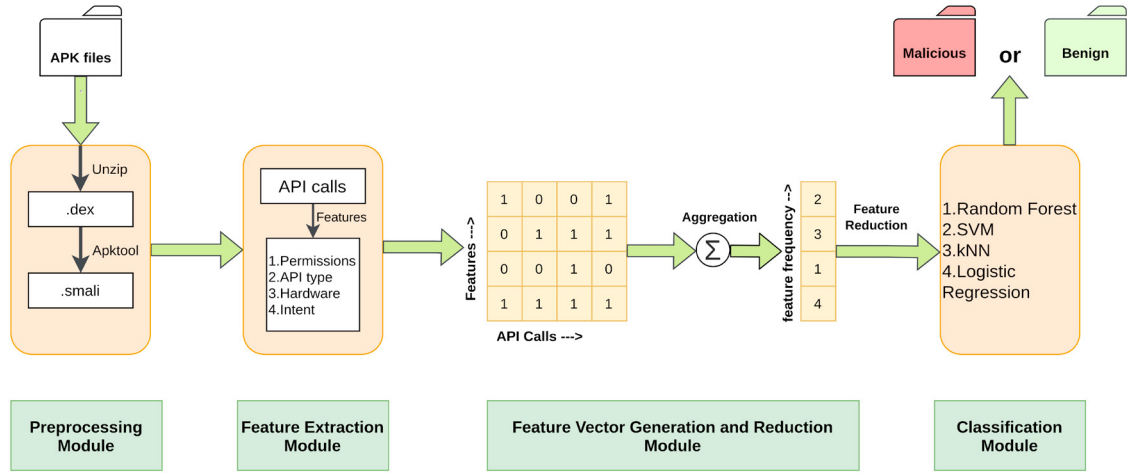 APK files
Unzip
.dex
Apktool
.smali
Preprocessing
Module
API calls
Features
1.Permissions
2.API type
3.Hardware
4.Intent
Feature Extraction
Module
Features --->
1 0 0 1
0 1 1 1
0 0 1 0
1 1 1 1
API Calls --->
Aggregation
Σ
feature frequency -->
2
3
1
4
Feature
Reduction
Feature Vector Generation and Reduction
Module
Malicious or Benign
1.Random Forest
2.SVM
3.kNN
4.Logistic
Regression
Classification
Module